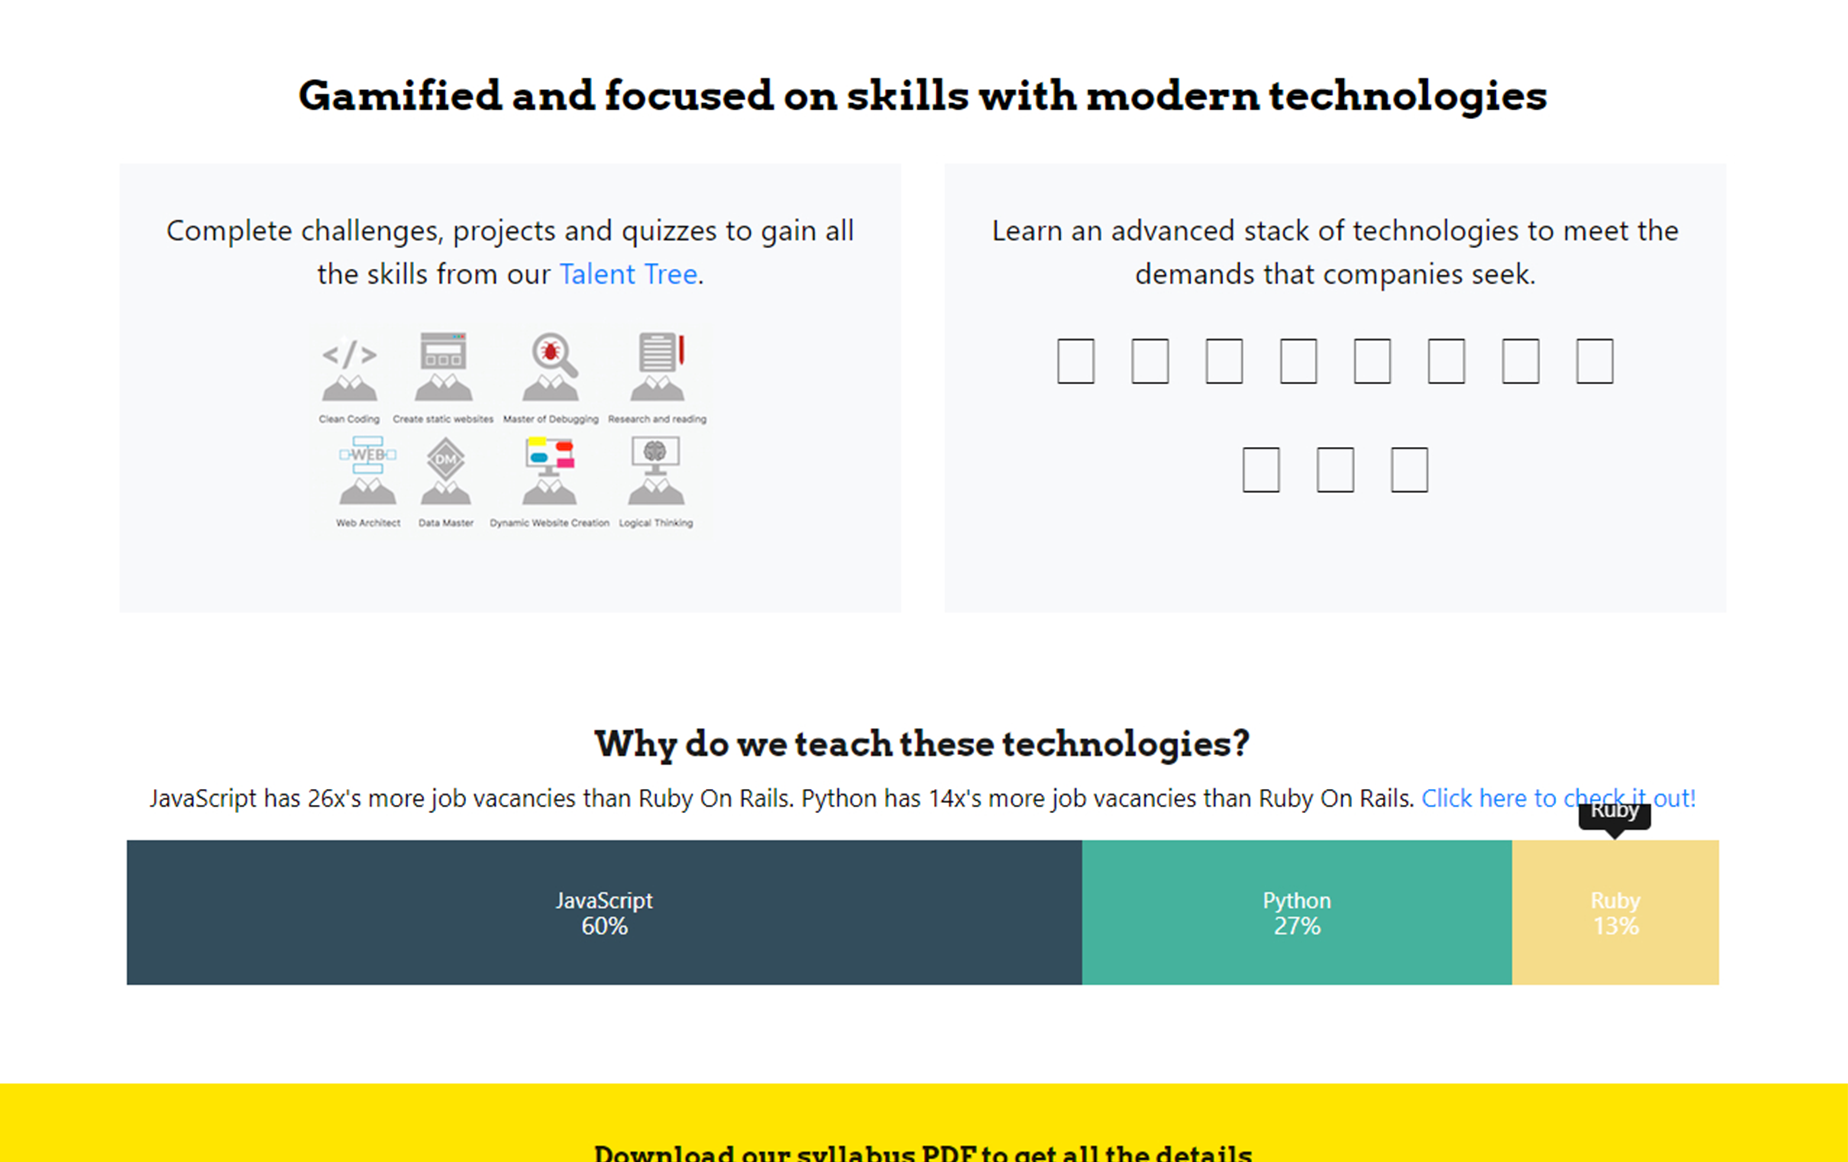 Gamified and focused on skills with modern technologies
Complete challenges, projects and quizzes to gain all
the skills from our Talent Tree.
</>
Clean Coding Create static websites Master of Debugging Research and reading
WEB DM
Web Architect Data Master Dynamic Website Creation Logical Thinking
Learn an advanced stack of technologies to meet the
demands that companies seek.
Why do we teach these technologies?
JavaScript has 26x's more job vacancies than Ruby On Rails. Python has 14x's more job vacancies than Ruby On Rails. Click here to check it out!
Ruby
JavaScript
60%
Python
27%
Ruby
13%
Download our syllabus PDF to get all the details